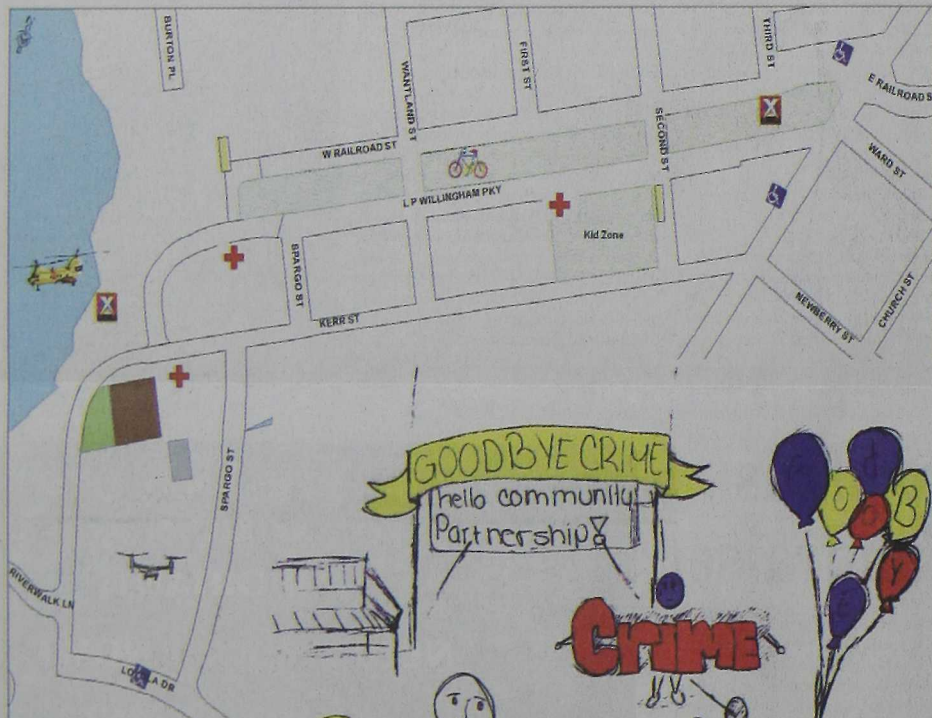 BURTON PL
WANTLAND ST
FIRST ST
THIRD ST
E RAILROAD S
SECOND ST
W RAILROAD ST
WARD ST
L P WILLINGHAM PKY
Kid Zone
SPARGO ST
CHURCH ST
NEWBERRY ST
KERR ST
SPARGO ST
GOODBYE CRIME
hello community
Partnership
O
d
O
B
Y
E
Crime
RIVERWALK LN